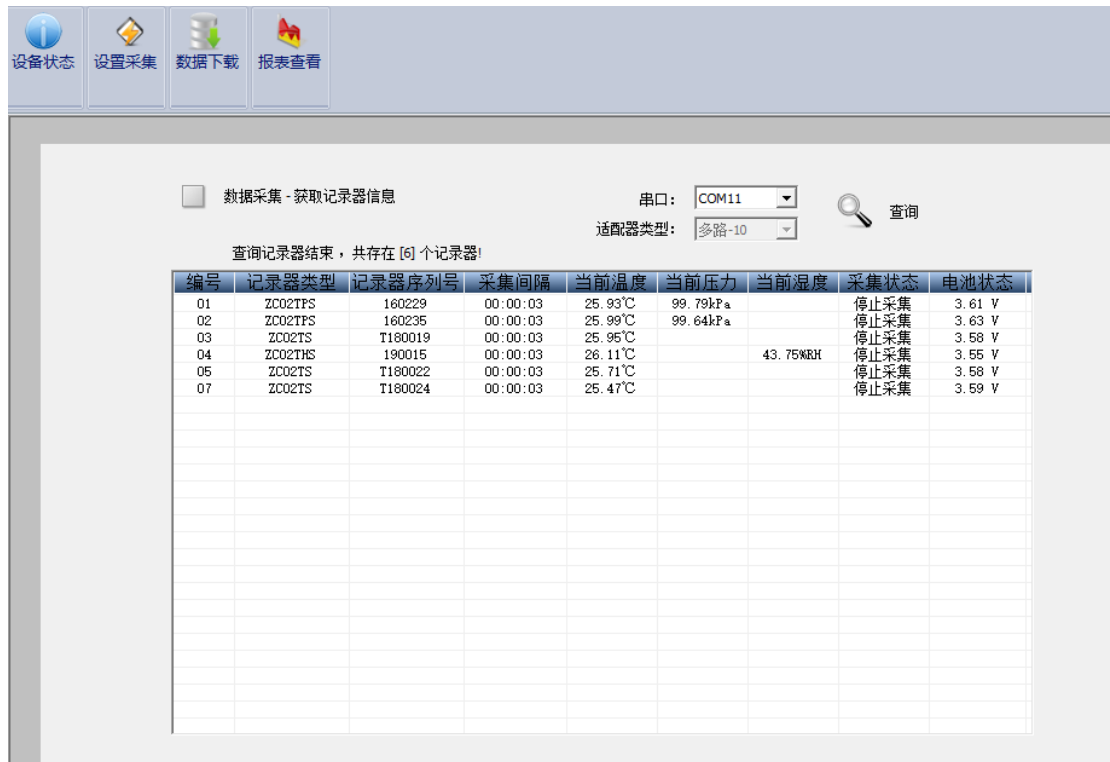 设备状态 设置采集 数据下载 报表查看
数据采集 - 获取记录器信息 串口: COM11 查询
适配器类型: 多路-10
查询记录器结束，共存在 [6] 个记录器!
编号 记录器类型 记录器序列号 采集间隔 当前温度 当前压力 当前湿度 采集状态 电池状态
01 ZC02TPS 160229 00:00:03 25.93℃ 99.79kPa 停止采集 3.61 V
02 ZC02TPS 160235 00:00:03 25.99℃ 99.64kPa 停止采集 3.63 V
03 ZC02TS T180019 00:00:03 25.95℃ 停止采集 3.58 V
04 ZC02THS 190015 00:00:03 26.11℃ 43.75%RH 停止采集 3.55 V
05 ZC02TS T180022 00:00:03 25.71℃ 停止采集 3.58 V
07 ZC02TS T180024 00:00:03 25.47℃ 停止采集 3.59 V